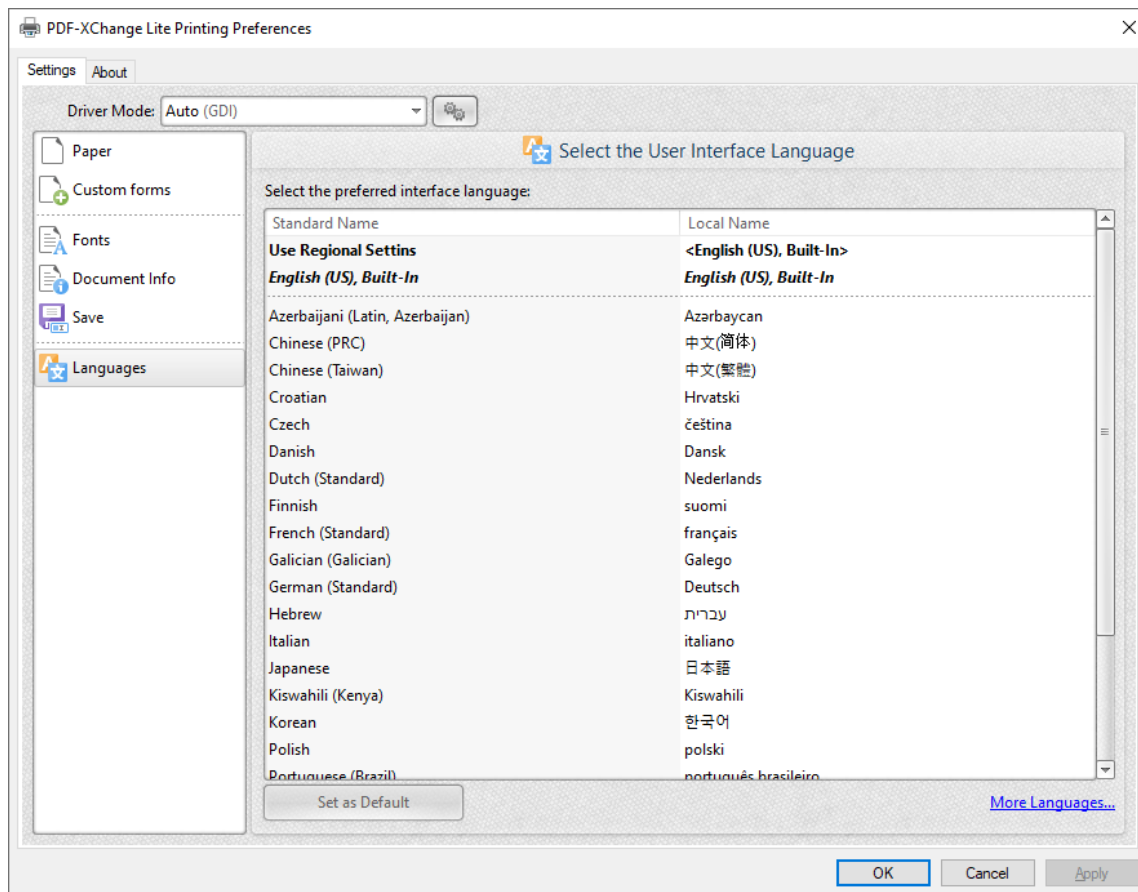 PDF-XChange Lite Printing Preferences
Settings About
Driver Mode: Auto (GDI)
Paper
Custom forms
Fonts
Document Info
Save
Languages
Select the User Interface Language
Select the preferred interface language:
Standard Name Local Name
Use Regional Settins <English (US), Built-In>
English (US), Built-In English (US), Built-In
Azerbaijani (Latin, Azerbaijan) Azərbaycan
Chinese (PRC) 中文(简体)
Chinese (Taiwan) 中文(繁體)
Croatian Hrvatski
Czech čeština
Danish Dansk
Dutch (Standard) Nederlands
Finnish suomi
French (Standard) français
Galician (Galician) Galego
German (Standard) Deutsch
Hebrew עברית
Italian italiano
Japanese 日本語
Kiswahili (Kenya) Kiswahili
Korean 한국어
Polish polski
Portuguese (Brazil) português brasileiro
Set as Default More Languages...
OK Cancel Apply